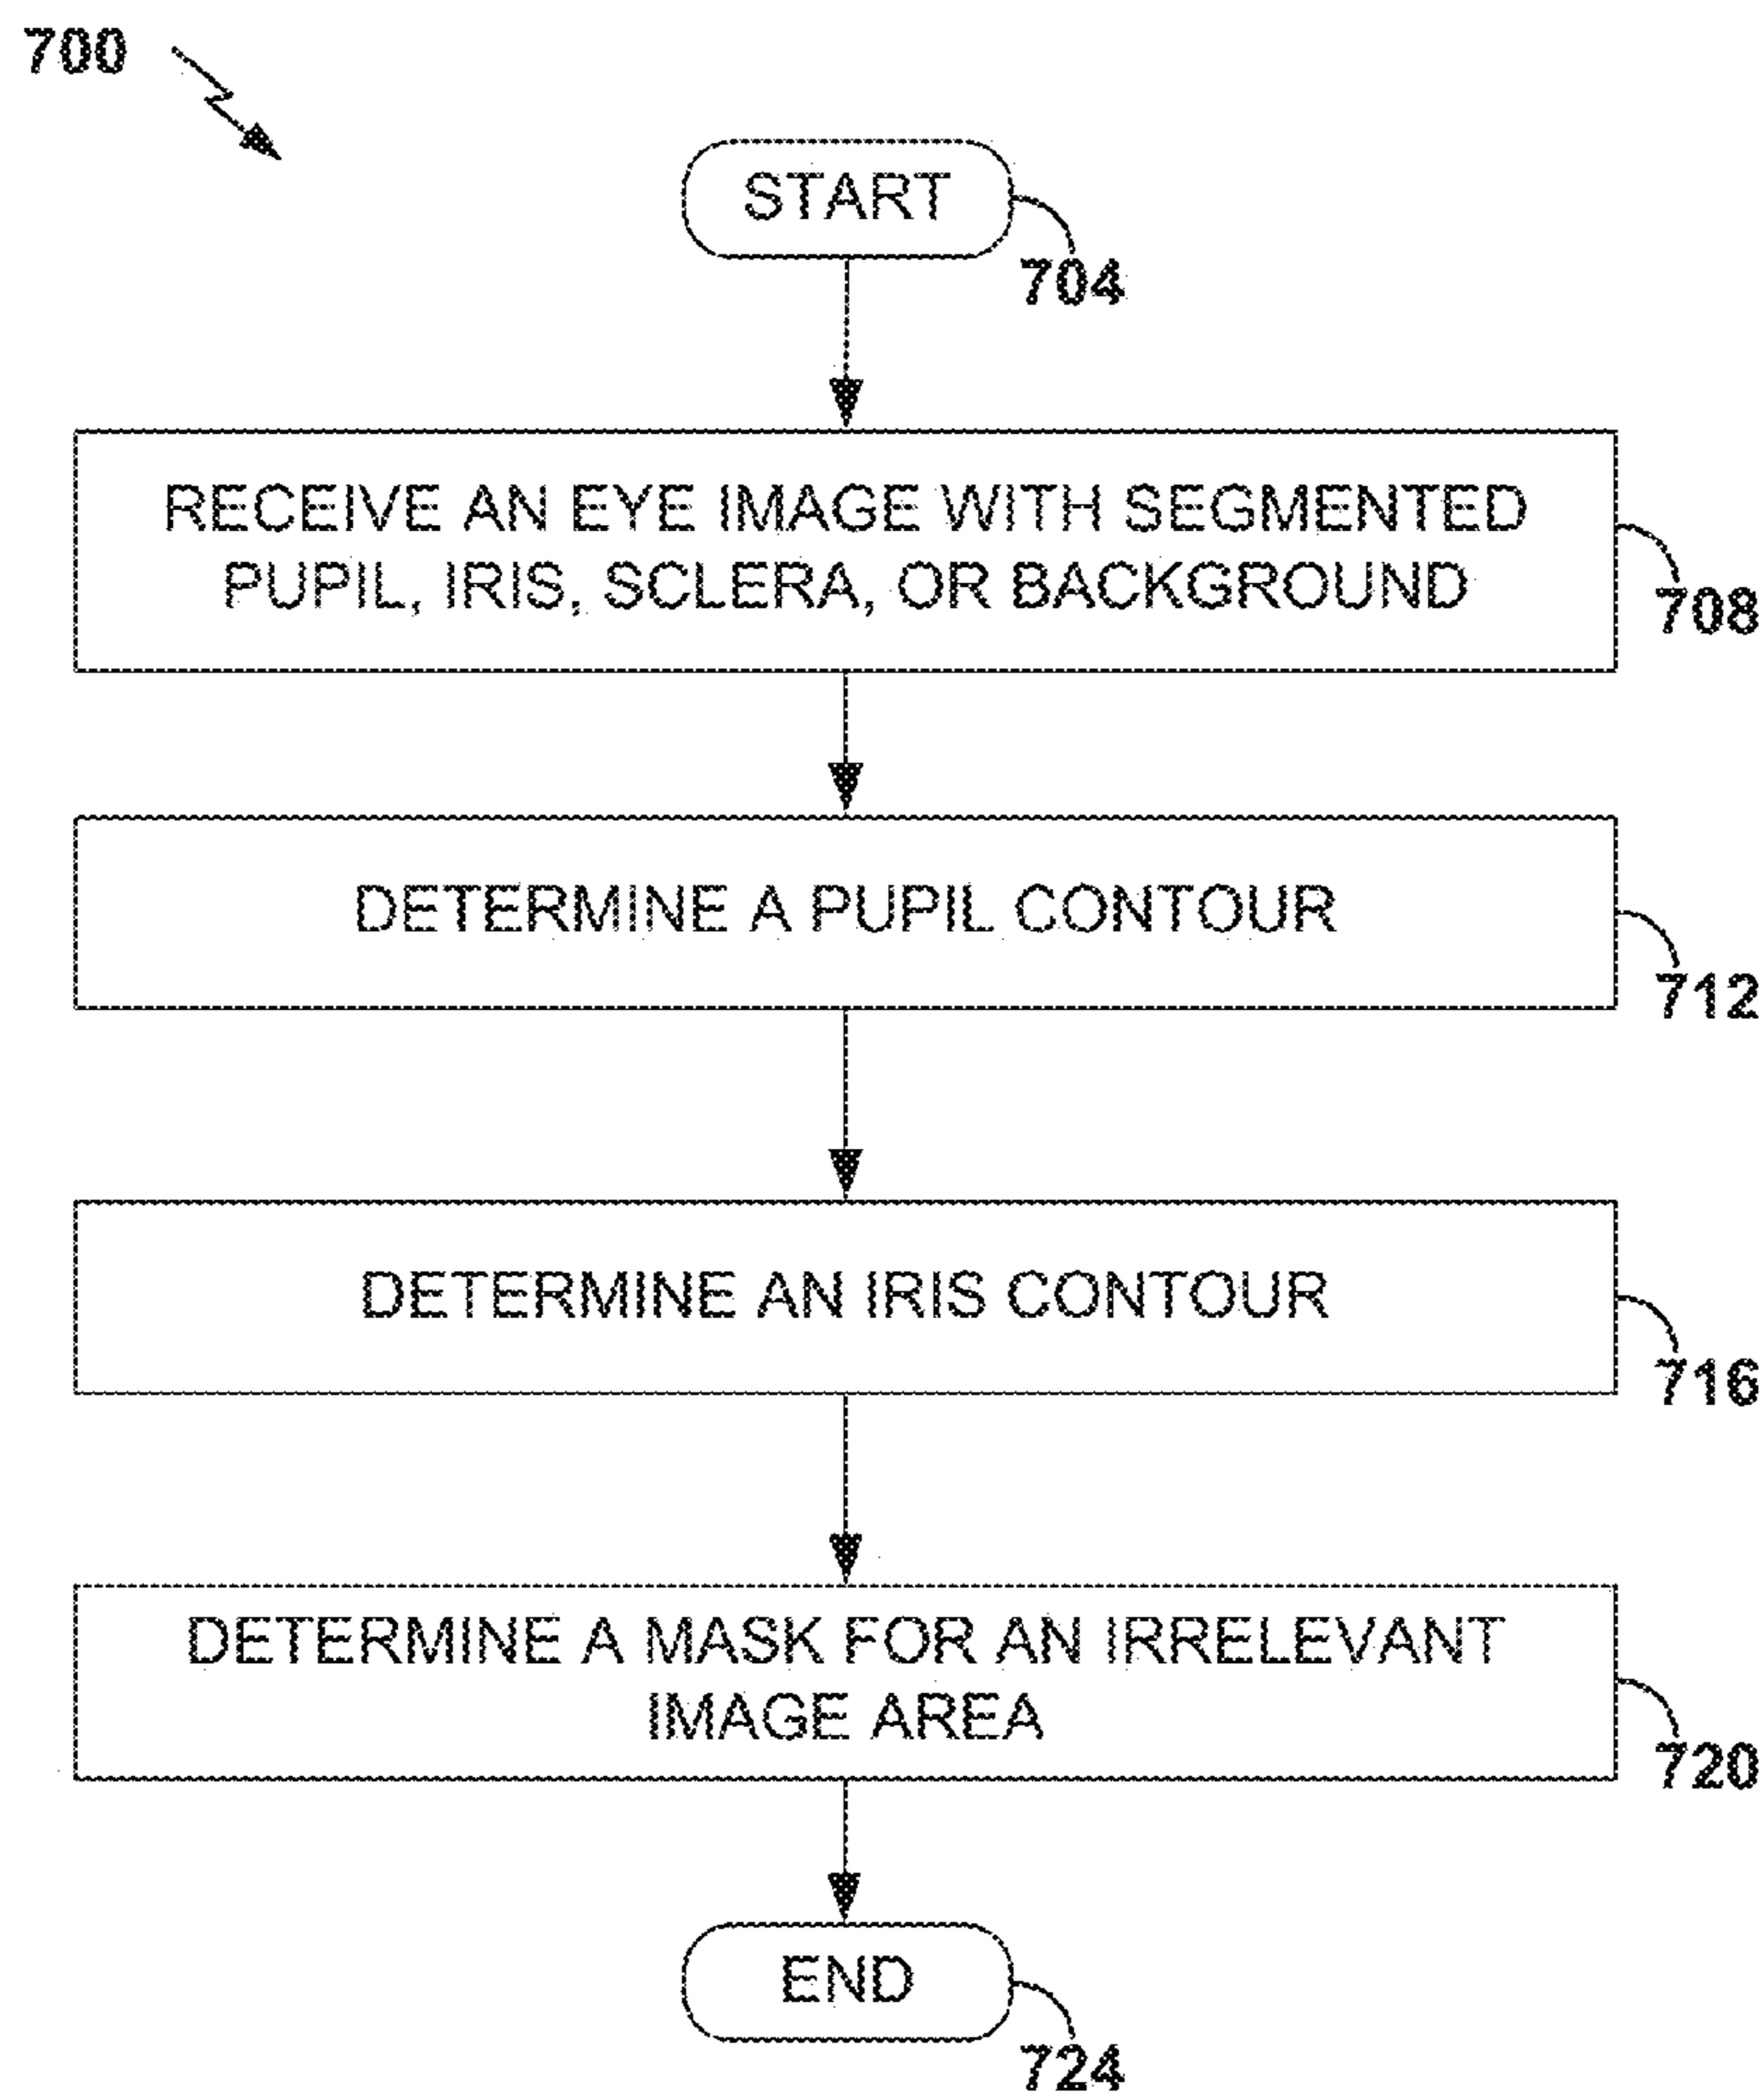 700
START
704
RECEIVE AN EYE IMAGE WITH SEGMENTED
PUPIL, IRIS, SCLERA, OR BACKGROUND
708
DETERMINE A PUPIL CONTOUR
712
DETERMINE AN IRIS CONTOUR
716
DETERMINE A MASK FOR AN IRRELEVANT
IMAGE AREA
720
END
724